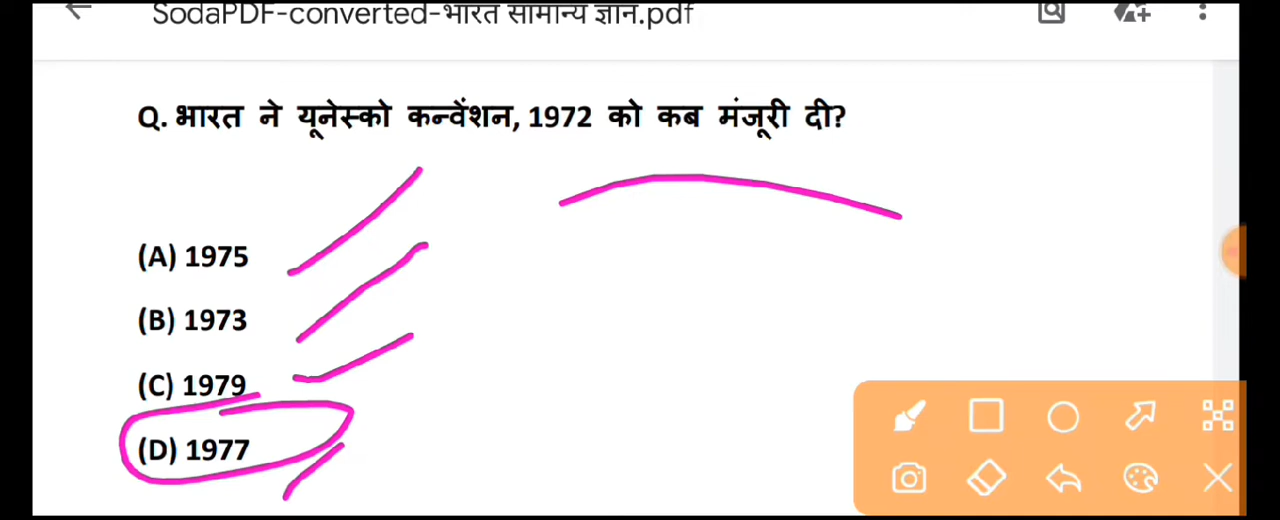 SodaPDF-converted-भारत सामान्य ज्ञान.pdf
Q. भारत ने यूनेस्को कन्वेंशन, 1972 को कब मंजूरी दी?
(A) 1975
(B) 1973
(C) 1979
(D) 1977